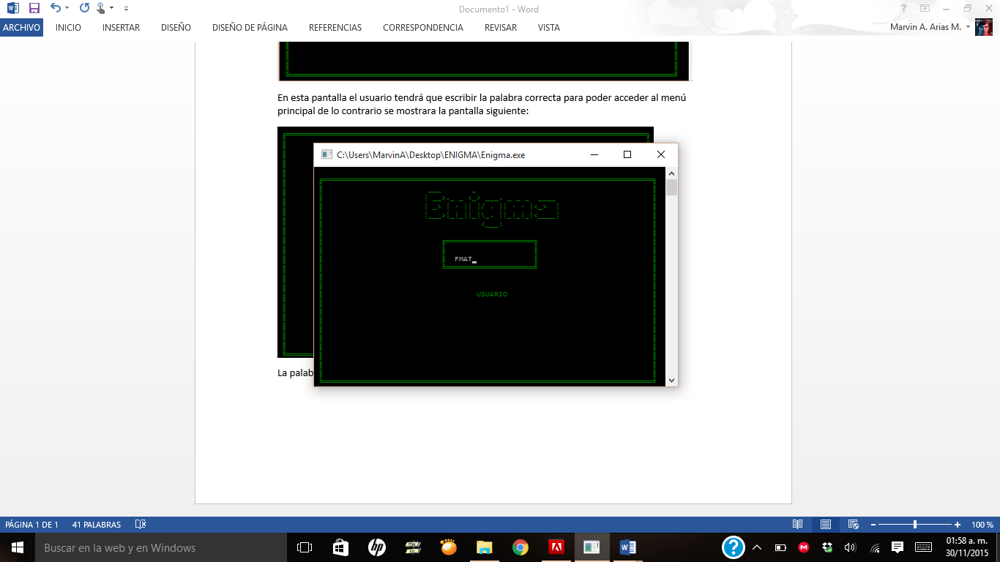 Documento1 - Word
ARCHIVO INICIO INSERTAR DISEÑO DISEÑO DE PÁGINA REFERENCIAS CORRESPONDENCIA REVISAR VISTA
Marvin A. Arias M.
En esta pantalla el usuario tendrá que escribir la palabra correcta para poder acceder al menú
principal de lo contrario se mostrara la pantalla siguiente:
C:\Users\MarvinA\Desktop\ENIGMA\Enigma.exe
Enigma
FMAT
USUARIO
La palab
PÁGINA 1 DE 1 41 PALABRAS 100 %
Buscar en la web y en Windows
01:58 a. m.
30/11/2015